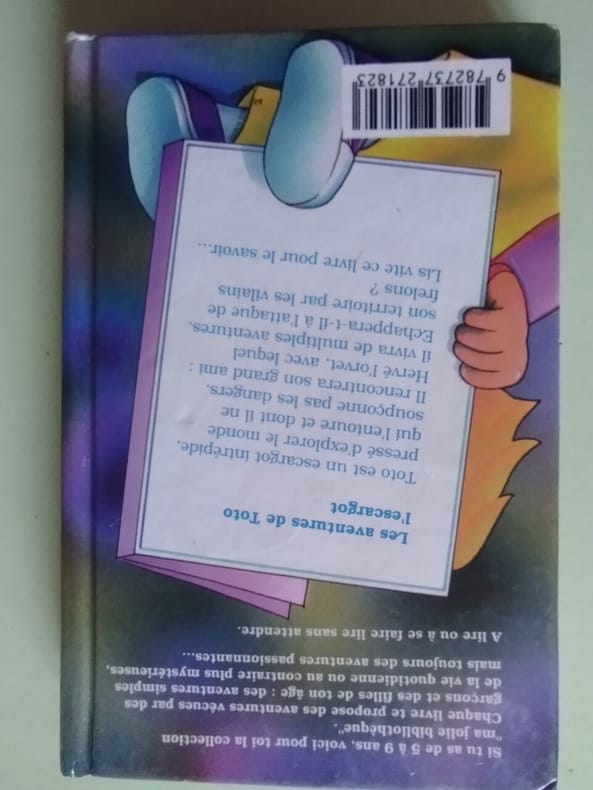 Si tu as de 5 à 9 ans, voici pour toi la collection
"ma jolie bibliothèque".
Chaque livre te propose des aventures vécues par des
garçons et des filles de ton âge : des aventures simples
de la vie quotidienne ou au contraire plus mystérieuses,
mais toujours des aventures passionnantes...
A lire ou à se faire lire sans attendre.
Les aventures de Toto
l'escargot
Toto est un escargot intrépide,
pressé d'explorer le monde
qui l'entoure et dont il ne
soupçonne pas les dangers.
Il rencontrera son grand ami :
Hervé l'orvet, avec lequel
il vivra de multiples aventures.
Echappera-t-il à l'attaque de
son territoire par les vilains
frelons ?
Lis vite ce livre pour le savoir...
9 782737 271823